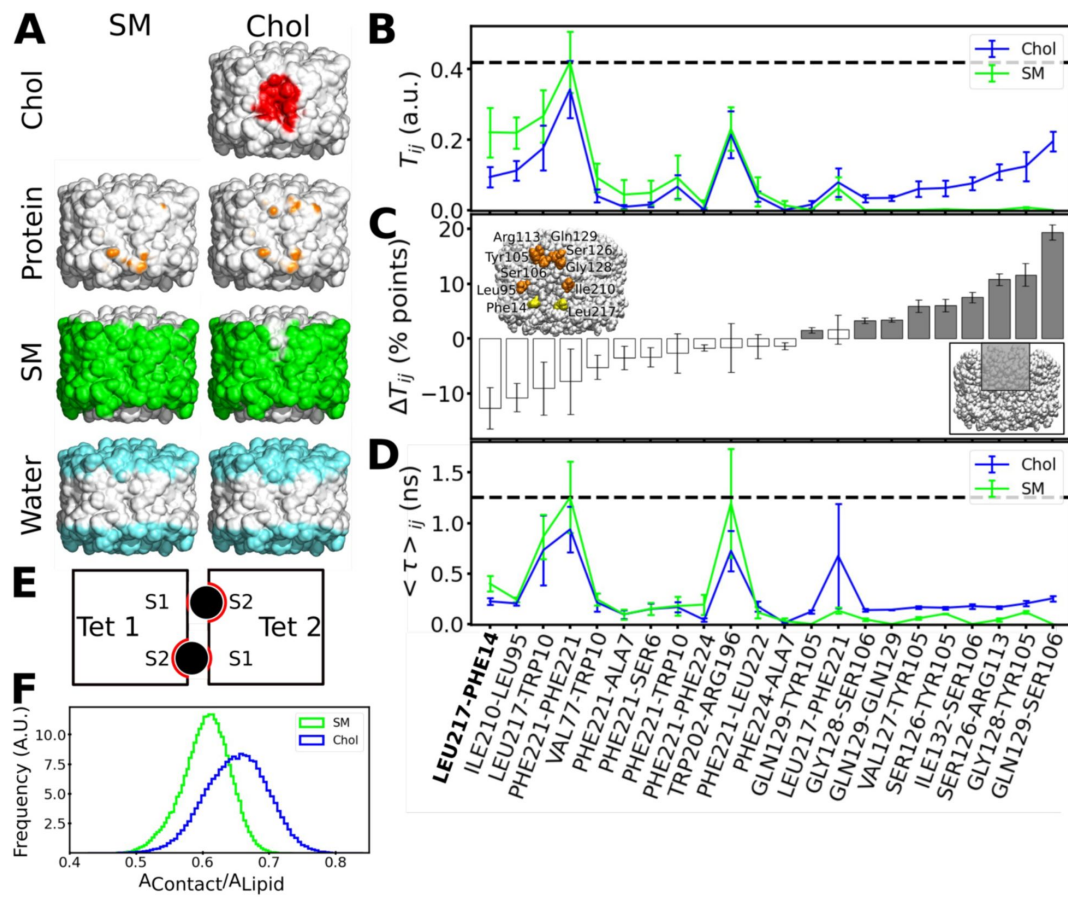 A
SM
Chol
Chol
Protein
SM
Water
B
Chol
SM
Tij (a.u.)
0.4
0.2
0.0
C
ΔTij (% points)
20
10
0
−10
Arg113
Gln129
Tyr105
Ser126
Ser106
Gly128
Leu95
Ile210
Phe14
Leu217
D
Chol
SM
< τ > ij (ns)
1.5
1.0
0.5
0.0
LEU217-PHE14
ILE210-LEU95
LEU217-TRP10
PHE221-PHE221
VAL77-TRP10
PHE221-ALA7
PHE221-SER6
PHE221-TRP10
PHE221-PHE224
TRP202-ARG196
PHE221-LEU222
PHE224-ALA7
GLN129-TYR105
LEU217-PHE221
GLY128-SER106
GLN129-GLN129
VAL127-TYR105
SER126-TYR105
ILE132-SER106
SER126-ARG113
GLY128-TYR105
GLN129-SER106
E
S1
S2
Tet 1
Tet 2
S2
S1
F
SM
Chol
Frequency (A.U.)
10.0
7.5
5.0
2.5
0.4
0.5
0.6
0.7
0.8
AContact/ALipid